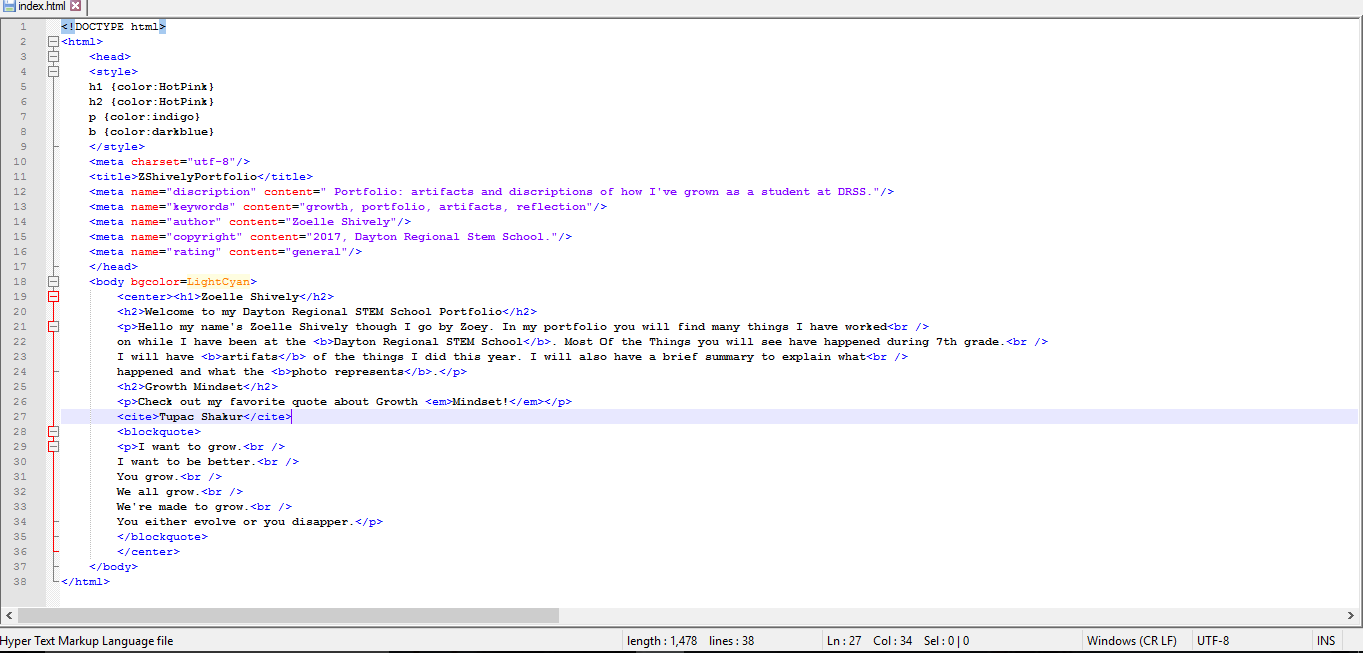 index.html
1 <!DOCTYPE html>
2 <html>
3 <head>
4 <style>
5 h1 {color:HotPink}
6 h2 {color:HotPink}
7 p {color:indigo}
8 b {color:darkblue}
9 </style>
10 <meta charset="utf-8"/>
11 <title>ZShivelyPortfolio</title>
12 <meta name="discription" content=" Portfolio: artifacts and discriptions of how I've grown as a student at DRSS."/>
13 <meta name="keywords" content="growth, portfolio, artifacts, reflection"/>
14 <meta name="author" content="Zoelle Shively"/>
15 <meta name="copyright" content="2017, Dayton Regional Stem School."/>
16 <meta name="rating" content="general"/>
17 </head>
18 <body bgcolor=LightCyan>
19 <center><h1>Zoelle Shively</h2>
20 <h2>Welcome to my Dayton Regional STEM School Portfolio</h2>
21 <p>Hello my name's Zoelle Shively though I go by Zoey. In my portfolio you will find many things I have worked<br />
22 on while I have been at the <b>Dayton Regional STEM School</b>. Most Of the Things you will see have happened during 7th grade.<br />
23 I will have <b>artifats</b> of the things I did this year. I will also have a brief summary to explain what<br />
24 happened and what the <b>photo represents</b>.</p>
25 <h2>Growth Mindset</h2>
26 <p>Check out my favorite quote about Growth <em>Mindset!</em></p>
27 <cite>Tupac Shakur</cite>
28 <blockquote>
29 <p>I want to grow.<br />
30 I want to be better.<br />
31 You grow.<br />
32 We all grow.<br />
33 We're made to grow.<br />
34 You either evolve or you disapper.</p>
35 </blockquote>
36 </center>
37 </body>
38 </html>
Hyper Text Markup Language file length : 1,478 lines : 38 Ln : 27 Col : 34 Sel : 0 | 0 Windows (CR LF) UTF-8 INS